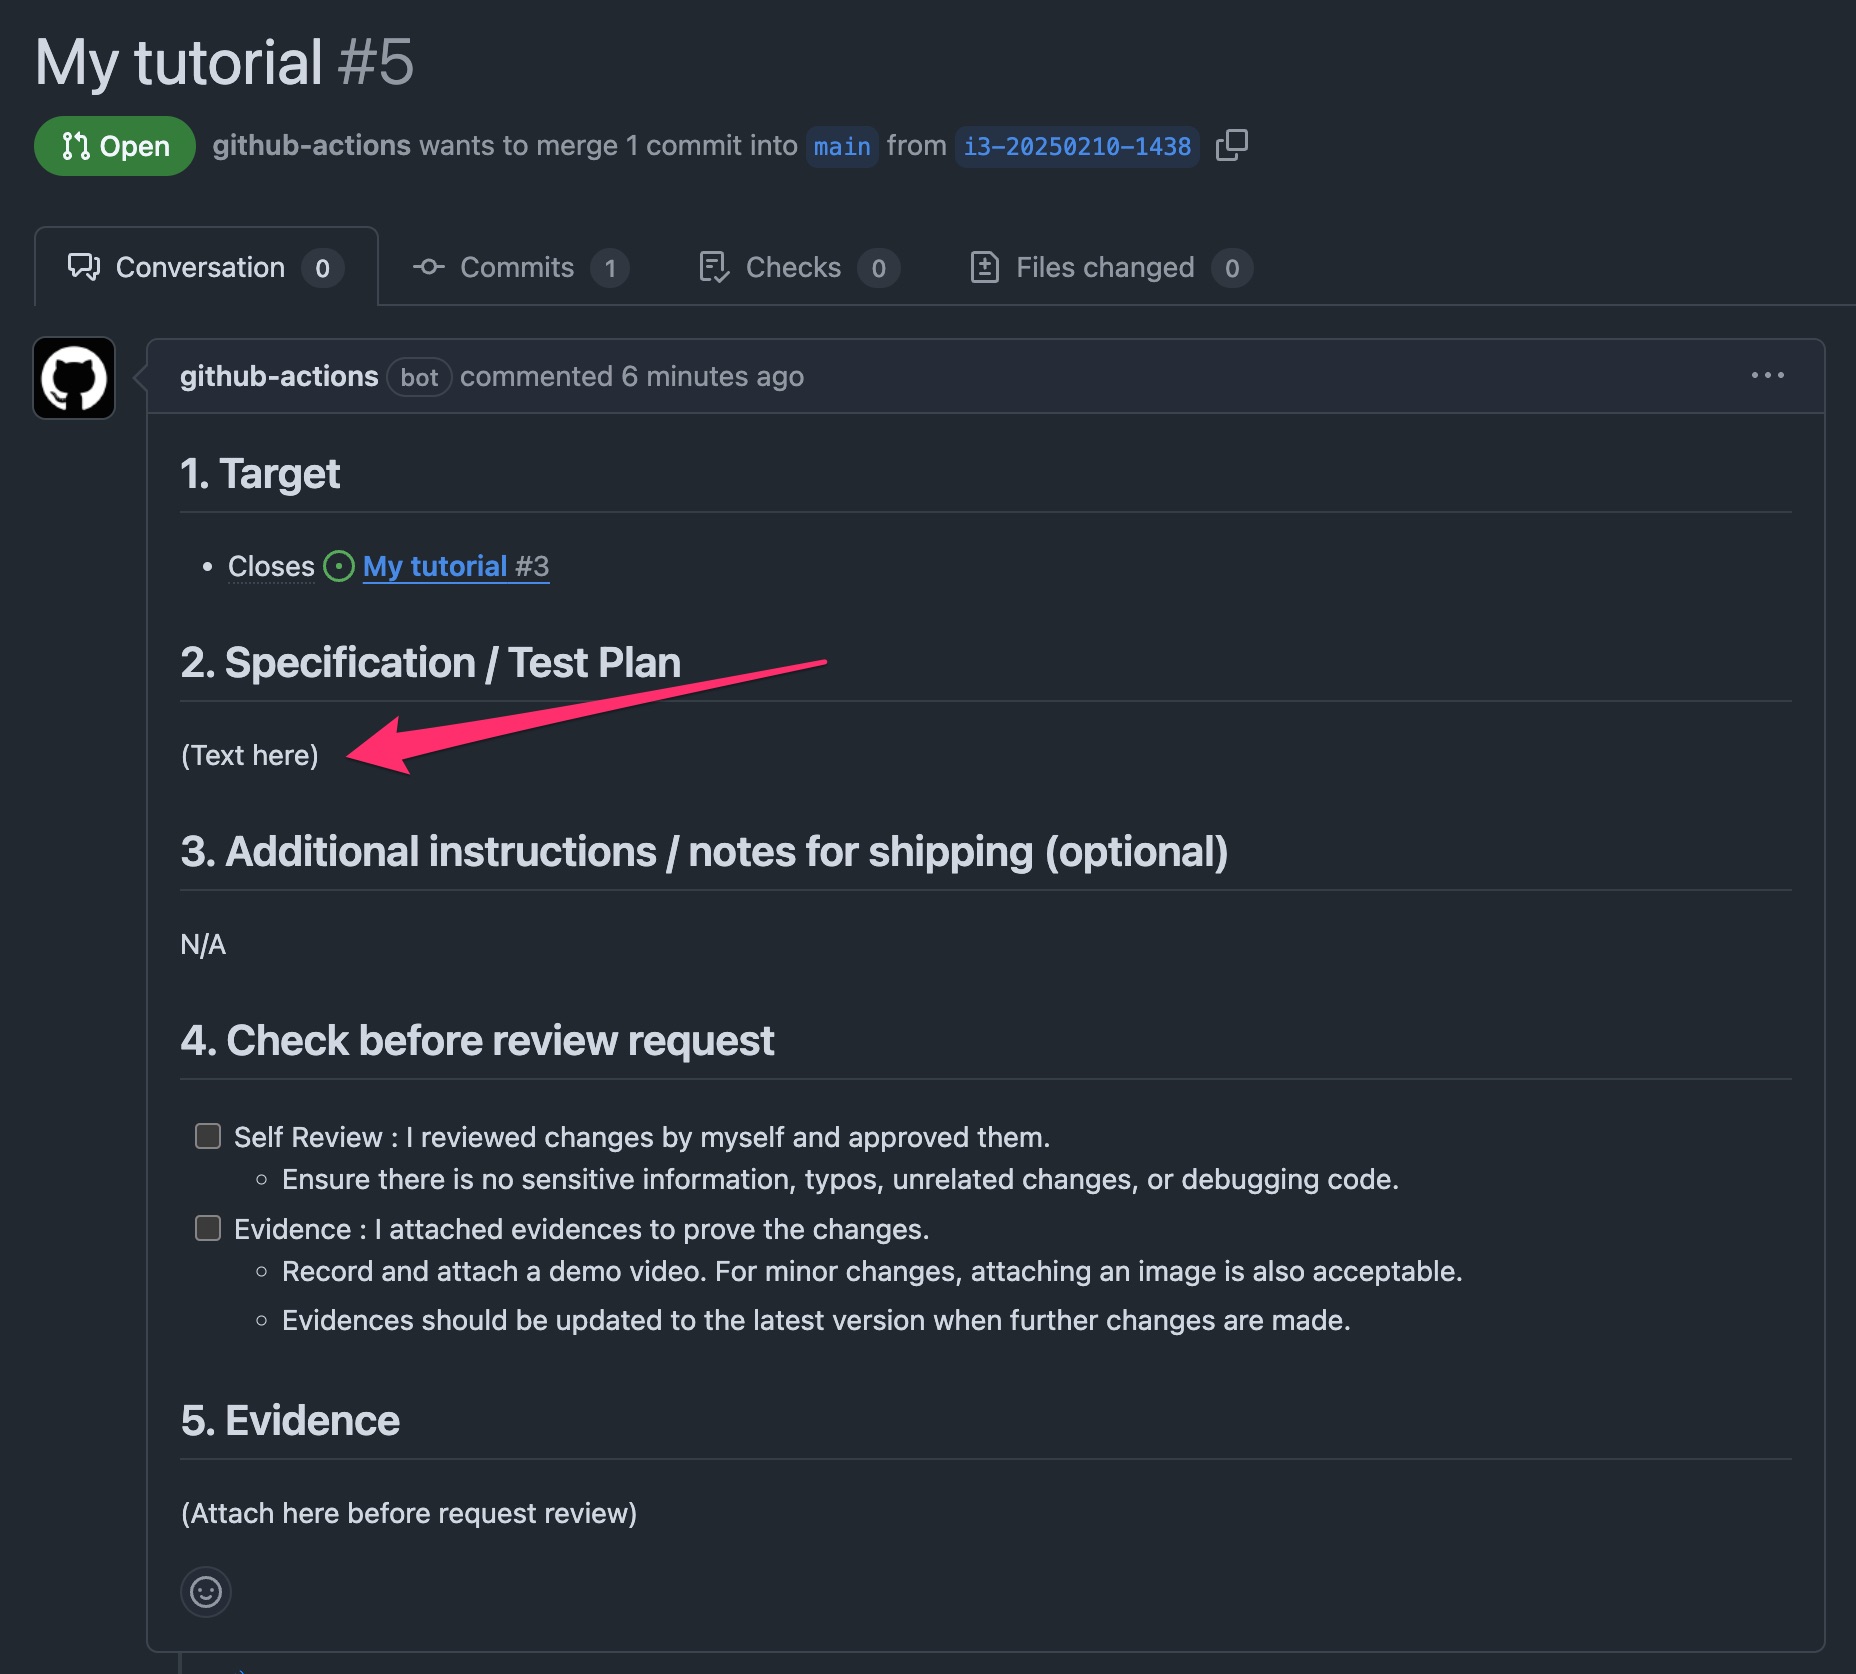 My tutorial #5
Open github-actions wants to merge 1 commit into main from i3-20250210-1438
Conversation 0 Commits 1 Checks 0 Files changed 0
github-actions bot commented 6 minutes ago
1. Target
• Closes My tutorial #3
2. Specification / Test Plan
(Text here)
3. Additional instructions / notes for shipping (optional)
N/A
4. Check before review request
Self Review : I reviewed changes by myself and approved them.
Ensure there is no sensitive information, typos, unrelated changes, or debugging code.
Evidence : I attached evidences to prove the changes.
Record and attach a demo video. For minor changes, attaching an image is also acceptable.
Evidences should be updated to the latest version when further changes are made.
5. Evidence
(Attach here before request review)